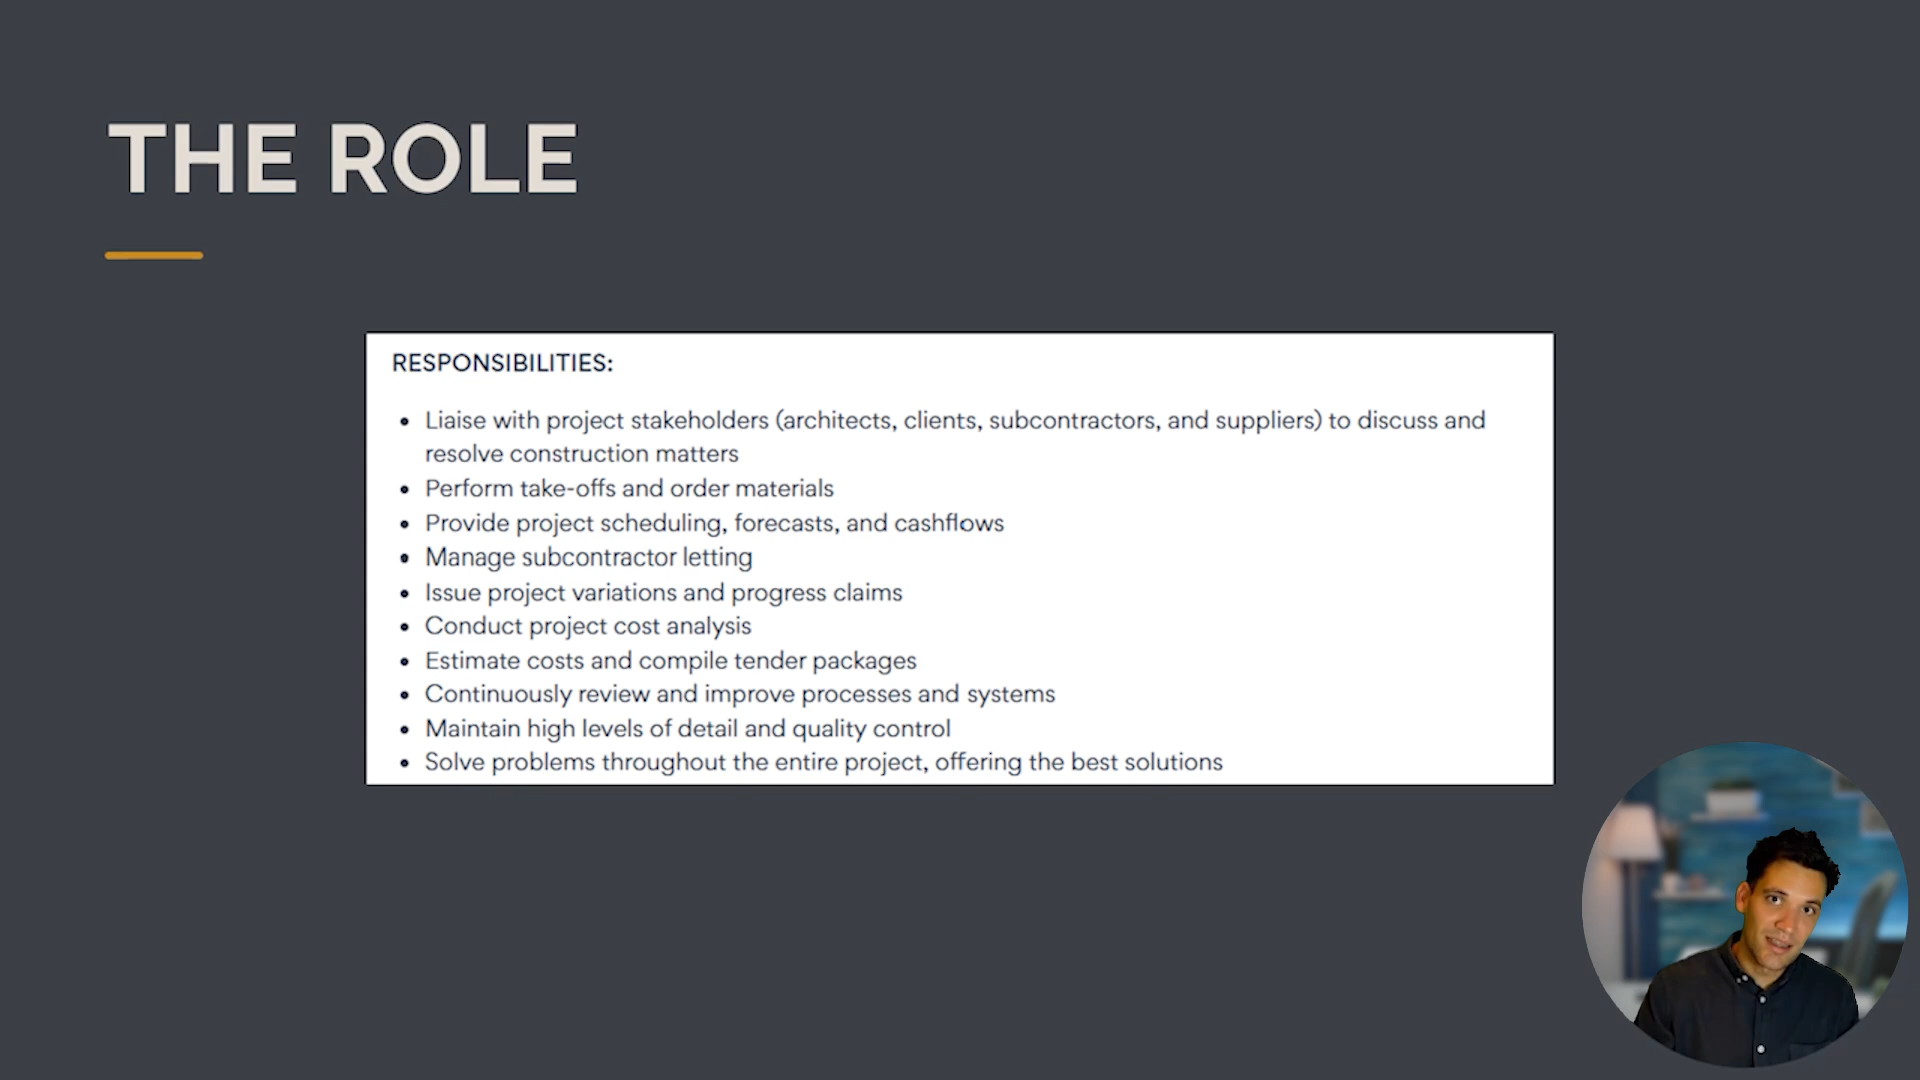 THE ROLE
RESPONSIBILITIES:
• Liaise with project stakeholders (architects, clients, subcontractors, and suppliers) to discuss and
resolve construction matters
• Perform take-offs and order materials
• Provide project scheduling, forecasts, and cashflows
• Manage subcontractor letting
• Issue project variations and progress claims
• Conduct project cost analysis
• Estimate costs and compile tender packages
• Continuously review and improve processes and systems
• Maintain high levels of detail and quality control
• Solve problems throughout the entire project, offering the best solutions